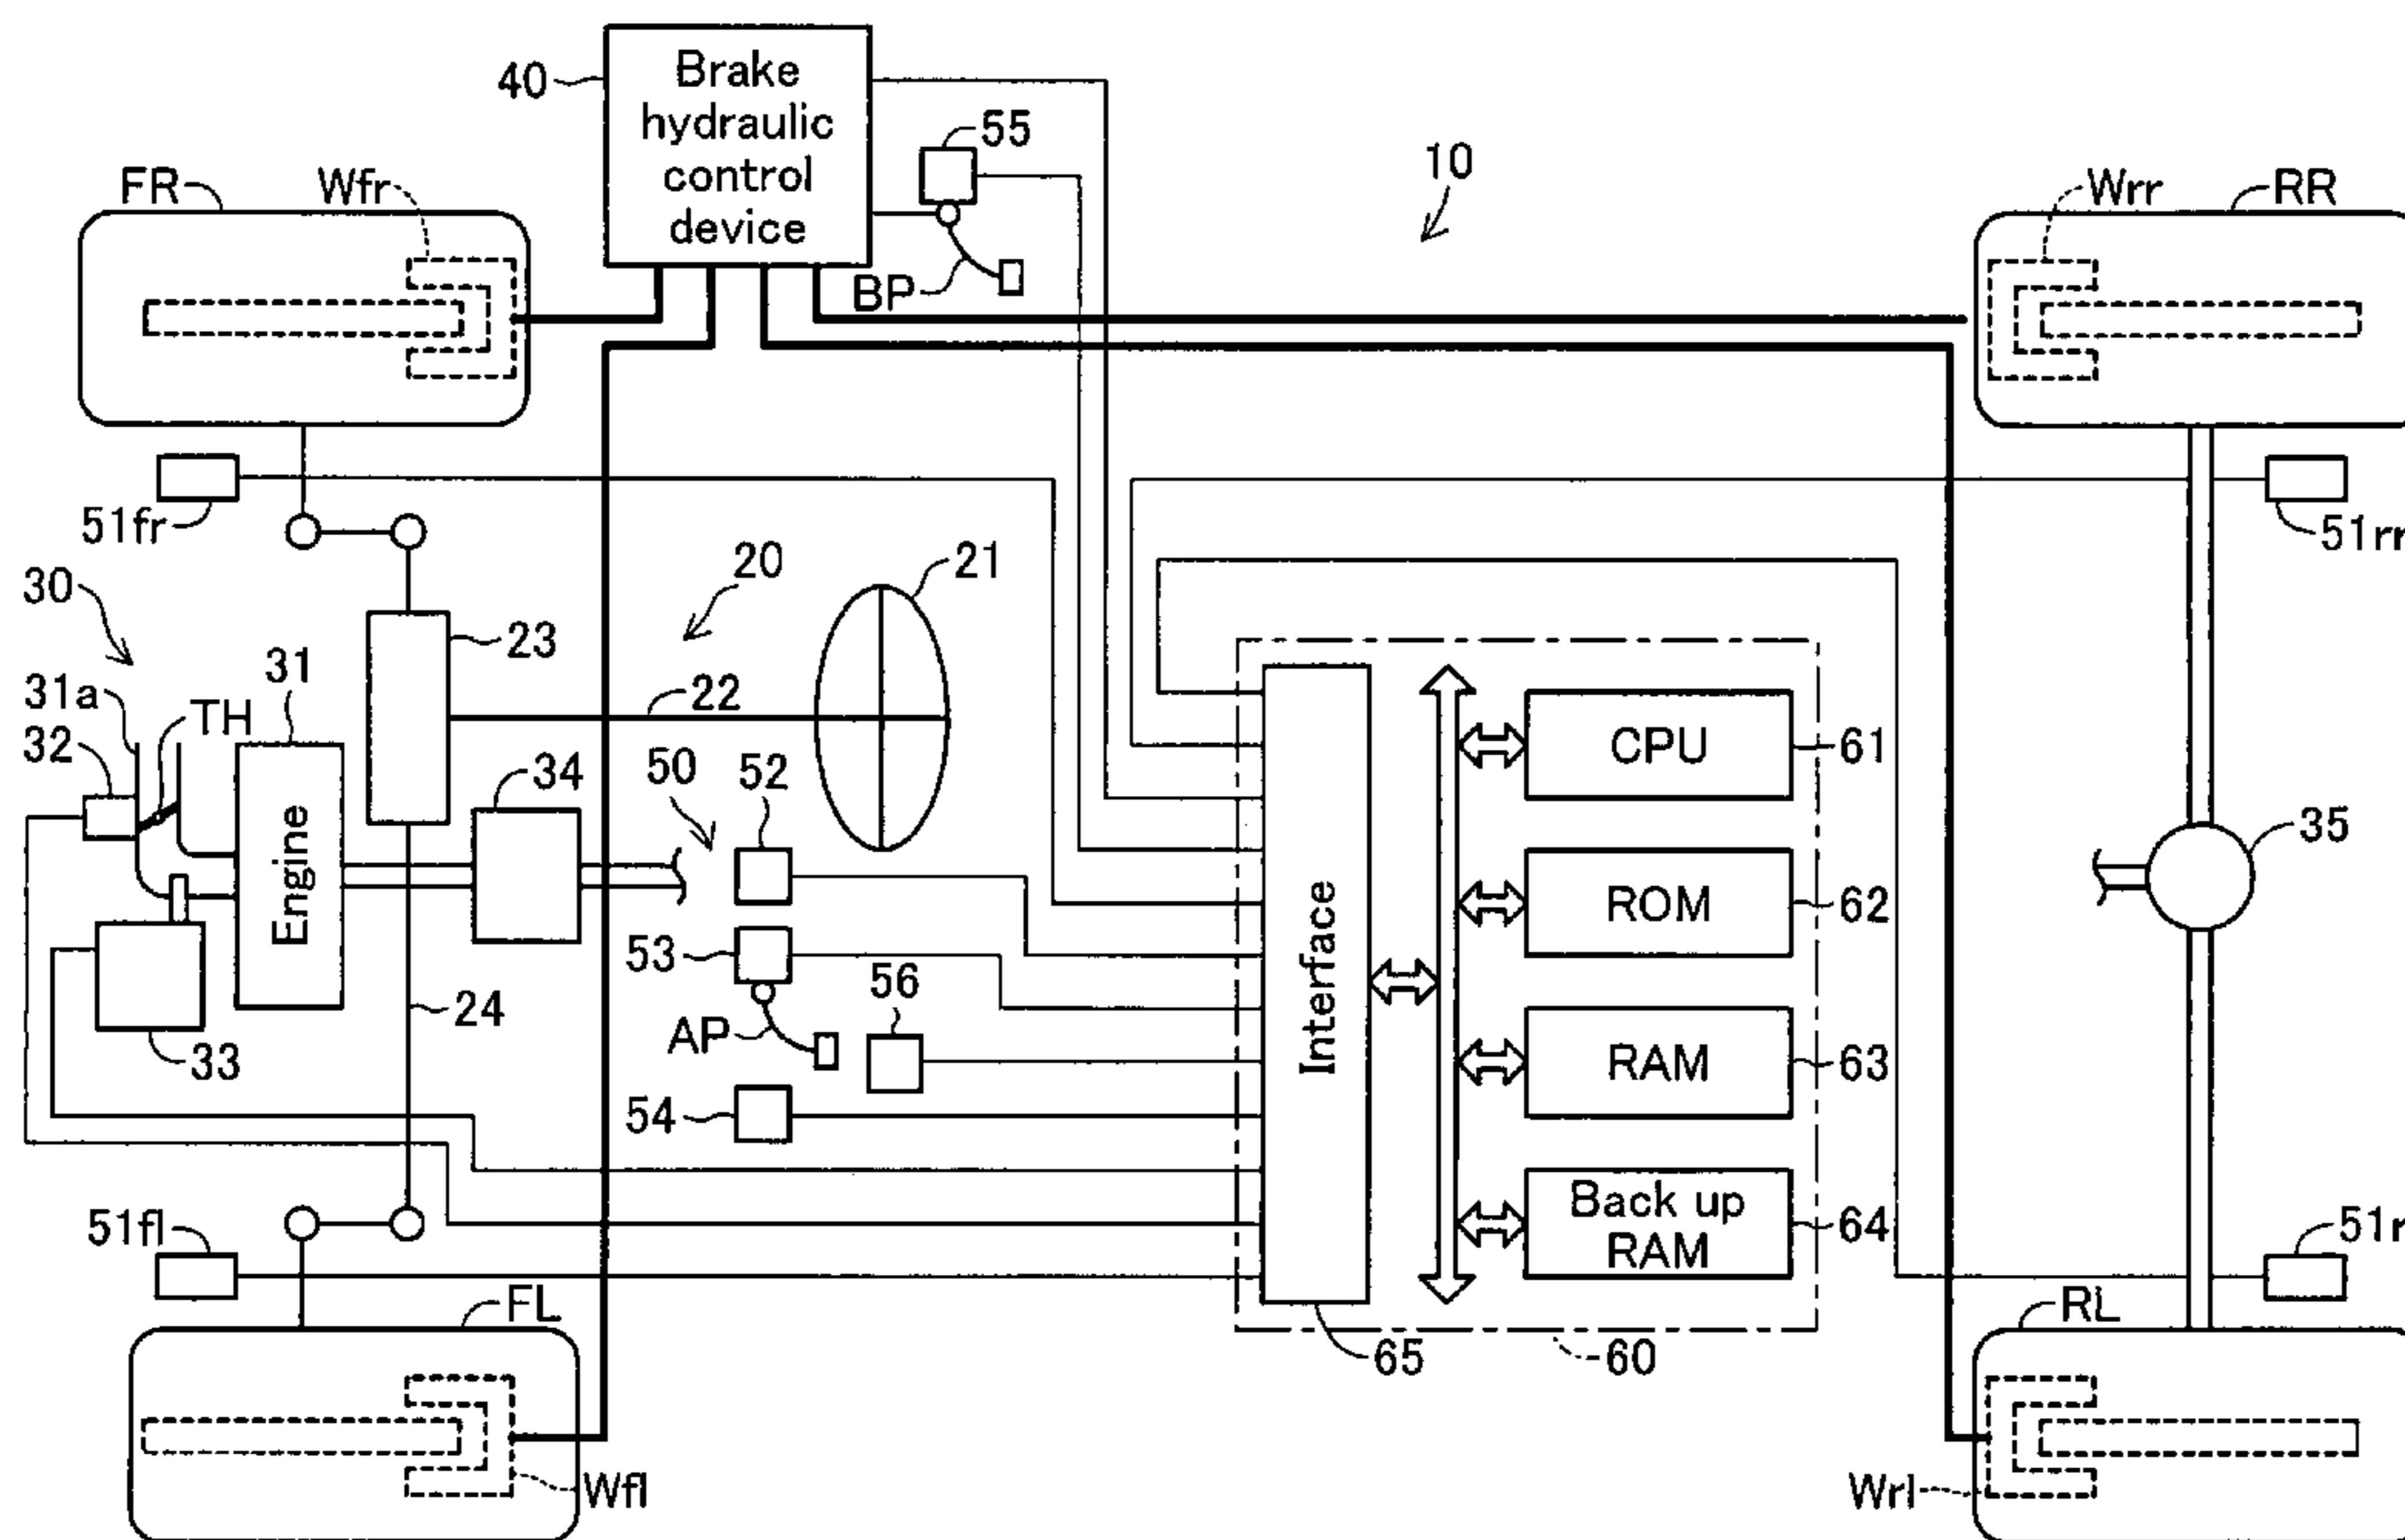 40
Brake
hydraulic
control
device
55
BP
10
FR
Wfr
Wrr
RR
51fr
51rr
30
20
21
23
31
31a
TH
22
32
34
50
52
CPU
61
Engine
35
53
ROM
62
56
Interface
24
AP
33
RAM
63
54
51fl
Back up
RAM
64
51r
FL
RL
65
60
Wfl
Wrl